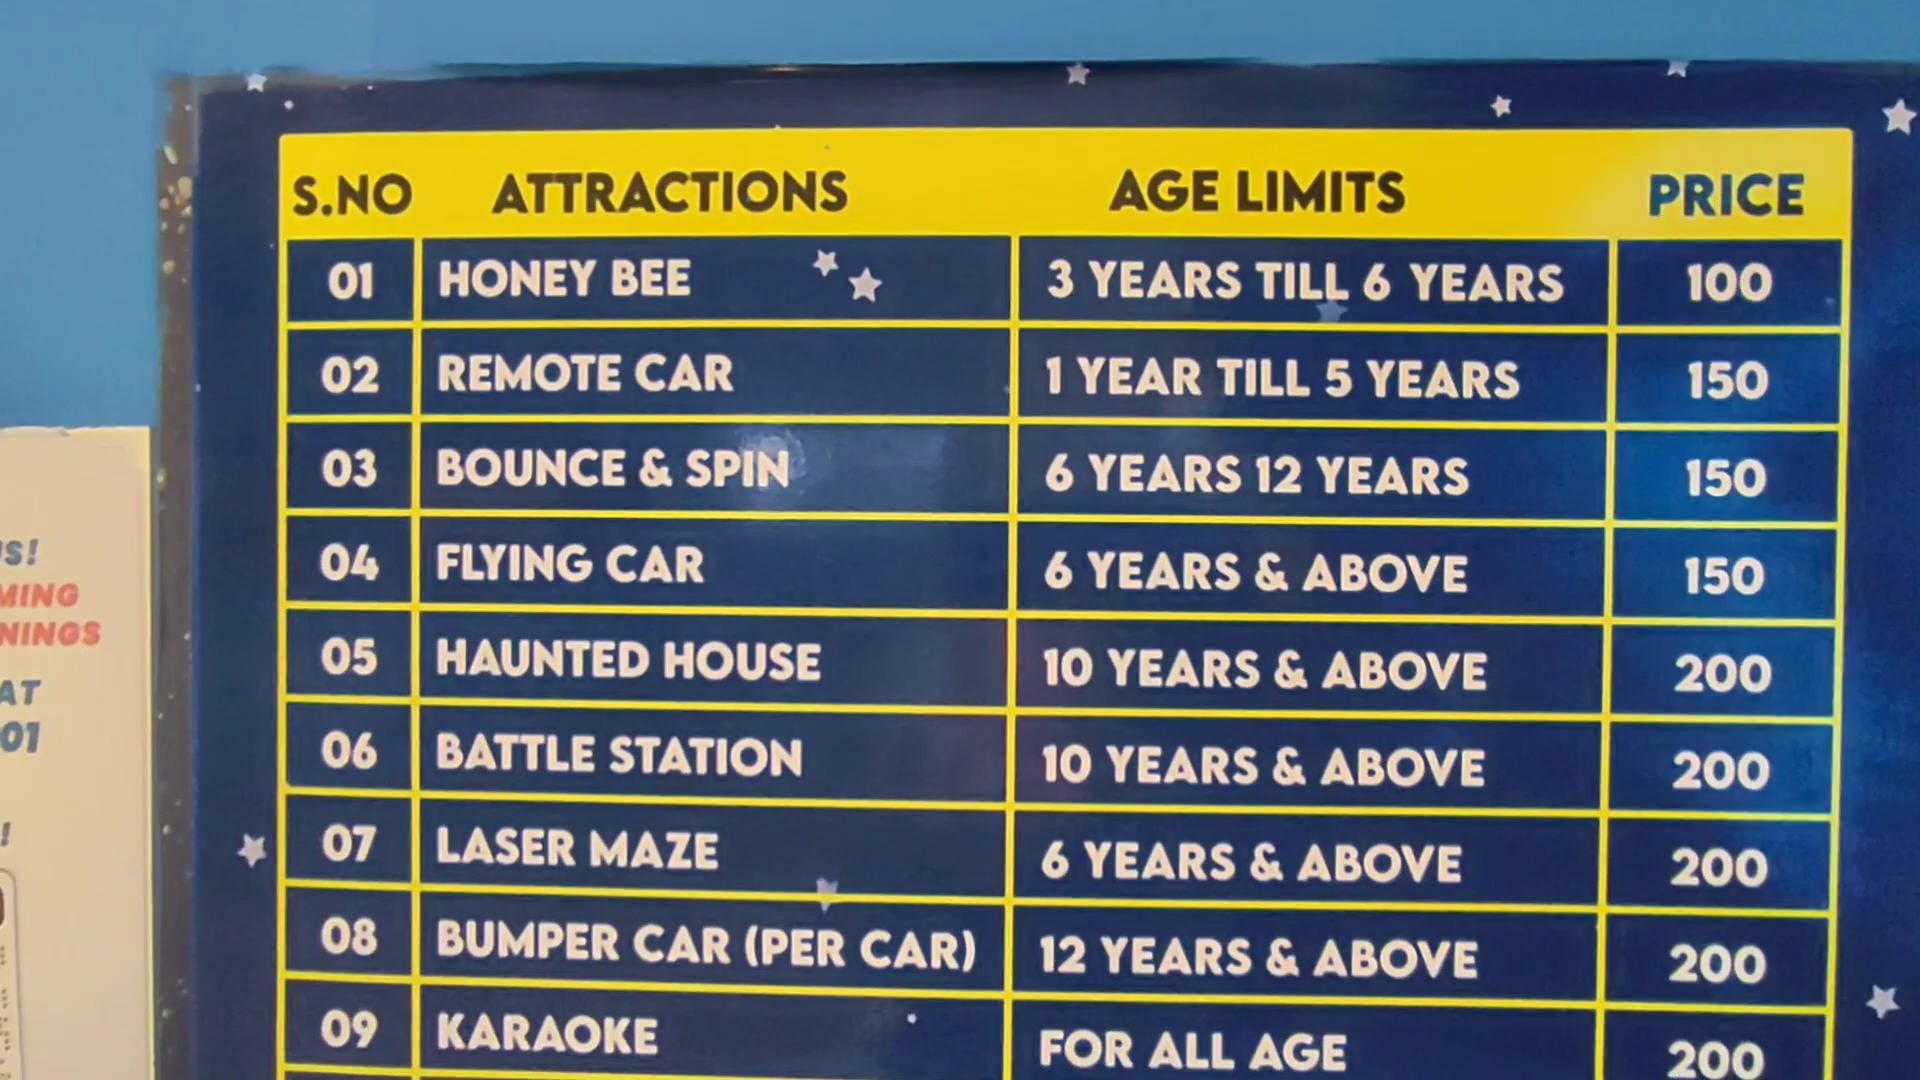 S.NO ATTRACTIONS AGE LIMITS PRICE
01 HONEY BEE 3 YEARS TILL 6 YEARS 100
02 REMOTE CAR 1 YEAR TILL 5 YEARS 150
03 BOUNCE & SPIN 6 YEARS 12 YEARS 150
04 FLYING CAR 6 YEARS & ABOVE 150
05 HAUNTED HOUSE 10 YEARS & ABOVE 200
06 BATTLE STATION 10 YEARS & ABOVE 200
07 LASER MAZE 6 YEARS & ABOVE 200
08 BUMPER CAR (PER CAR) 12 YEARS & ABOVE 200
09 KARAOKE FOR ALL AGE 200
AT
01